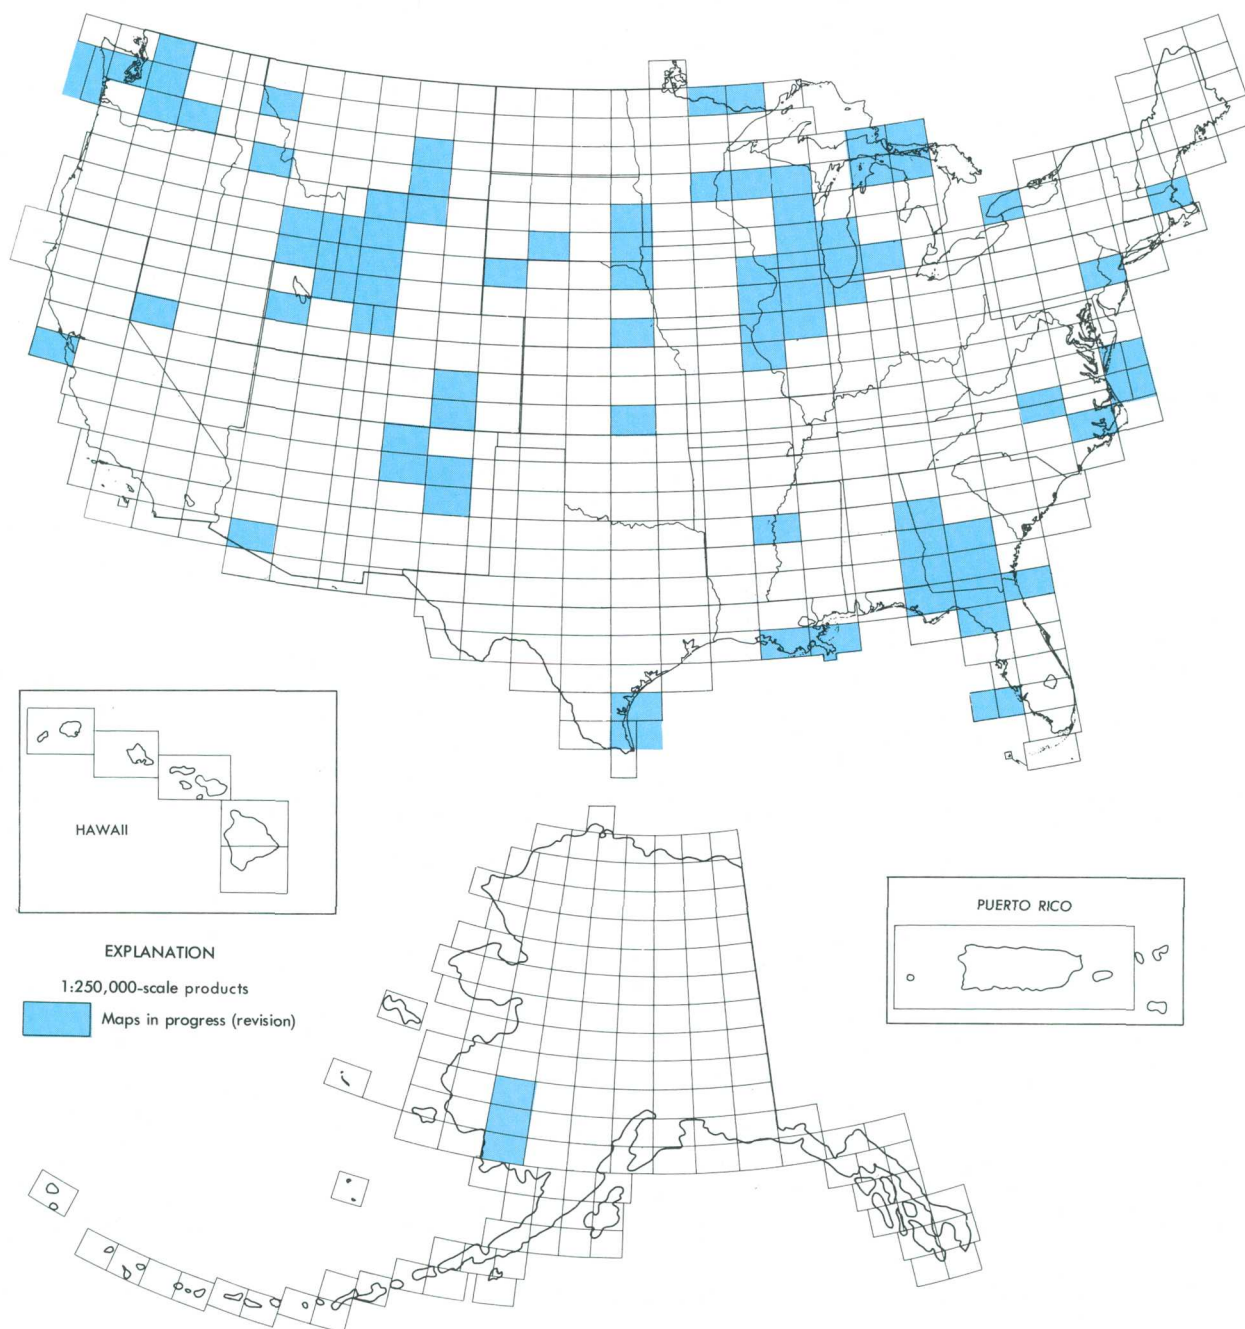 HAWAII
PUERTO RICO
EXPLANATION
1:250,000-scale products
Maps in progress (revision)